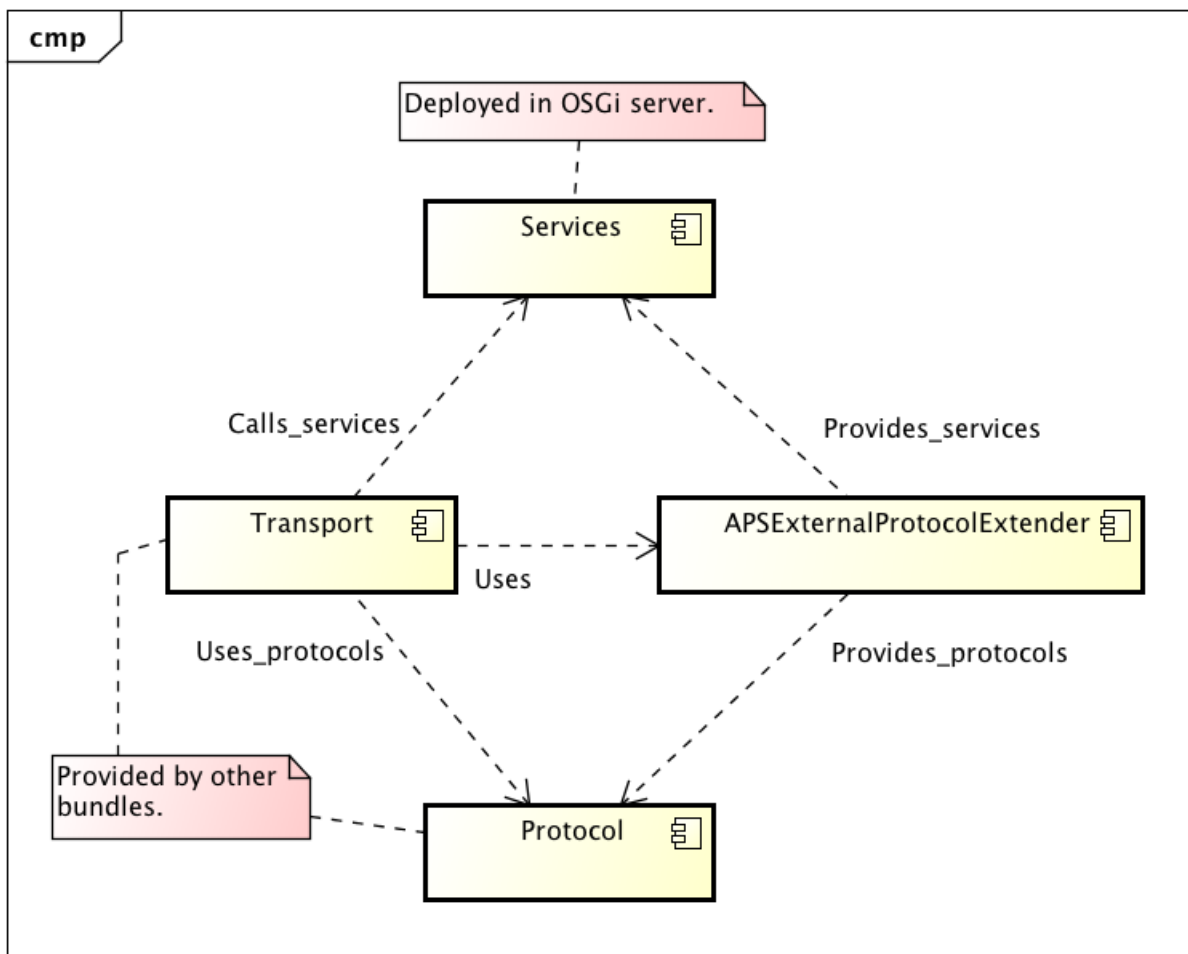 cmp
Deployed in OSGi server.
Services
Calls_services
Provides_services
Transport
APSExternalProtocolExtender
Uses
Uses_protocols
Provides_protocols
Provided by other
bundles.
Protocol